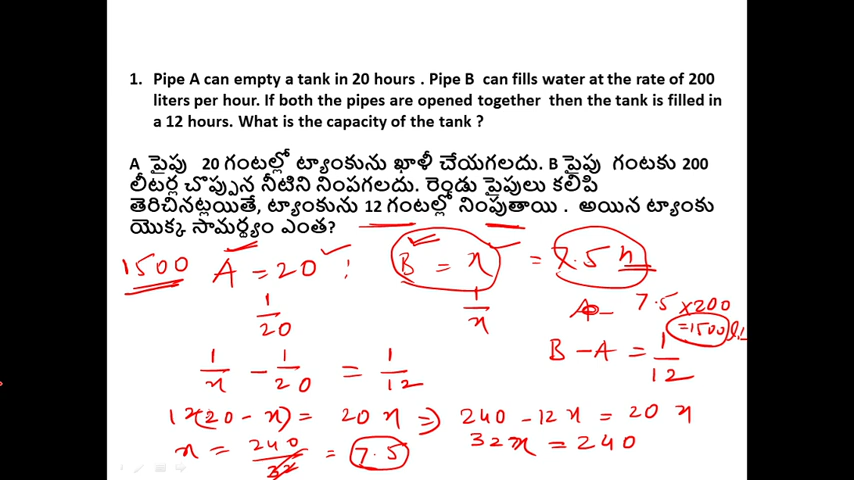 1. Pipe A can empty a tank in 20 hours . Pipe B can fills water at the rate of 200
liters per hour. If both the pipes are opened together then the tank is filled in
a 12 hours. What is the capacity of the tank ?
A పైపు 20 గంటల్లో ట్యాంకును ఖాళీ చేయగలదు. B పైపు గంటకు 200
లీటర్ల చొప్పున నీటిని నింపగలదు. రెండు పైపులు కలిపి
తెరిచినట్లయితే, ట్యాంకును 12 గంటల్లో నింపుతాయి . అయిన ట్యాంకు
యొక్క సామర్థ్యం ఎంత?
1500 A = 20 B = x = 7.5 h
1/20 1/x A - 7.5 x 200
= 1500
1/x - 1/20 = 1/12 B - A = 1/12
12(20 - x) = 20 x ⇒ 240 - 12x = 20 x
x = 240/32 = 7.5 32x = 240